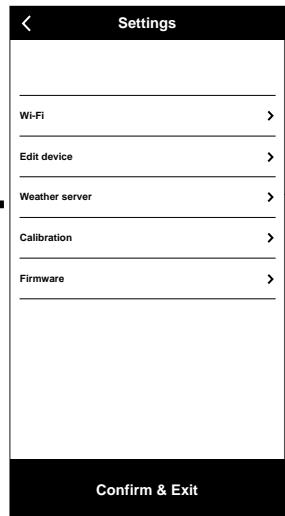 Settings
Wi-Fi
Edit device
Weather server
Calibration
Firmware
Confirm & Exit